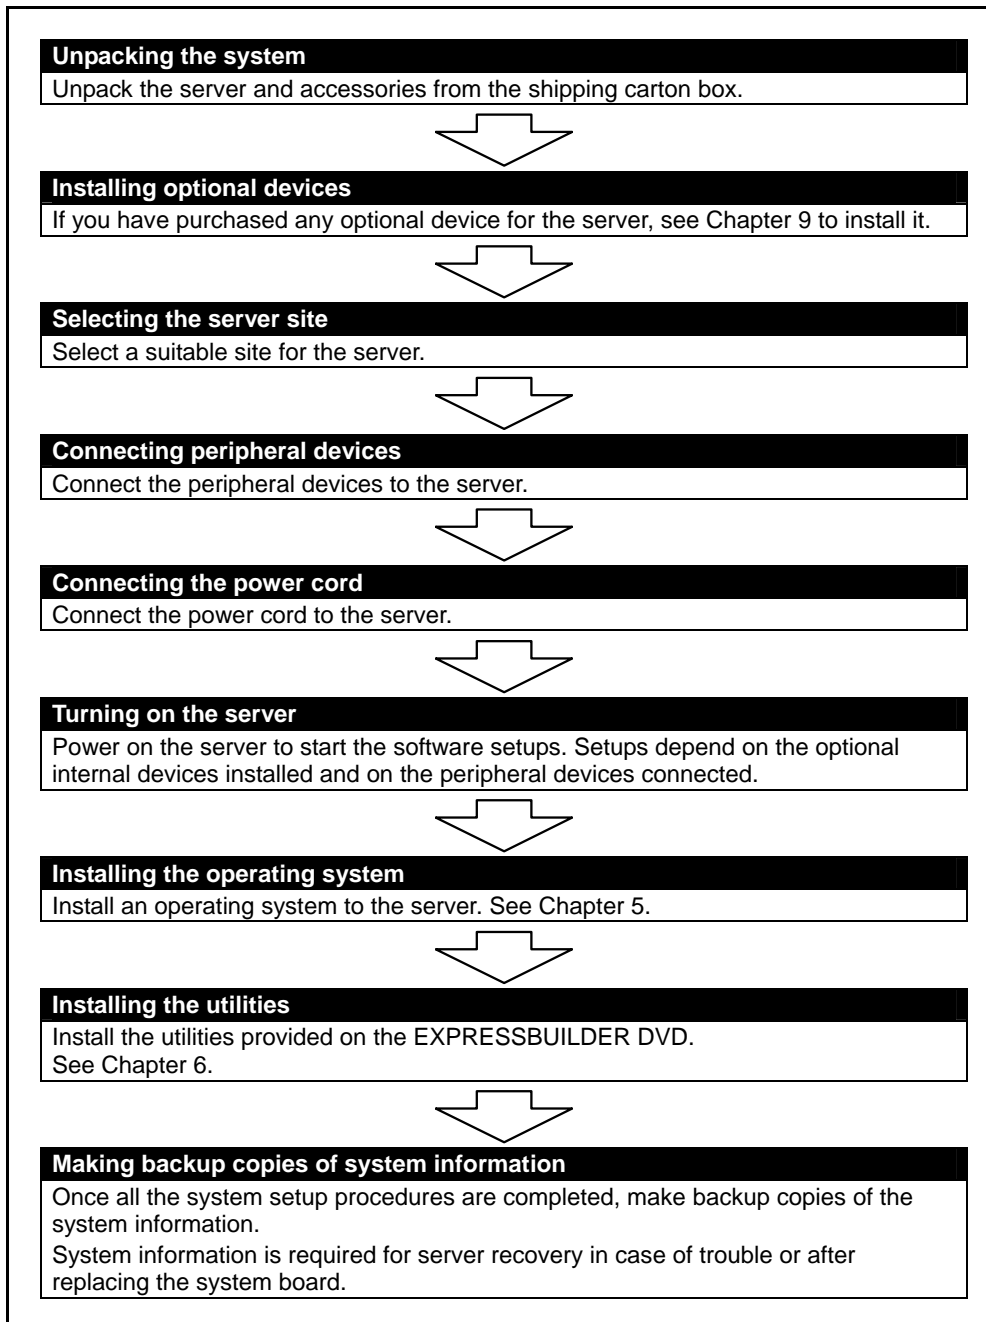 Unpacking the system
Unpack the server and accessories from the shipping carton box.
Installing optional devices
If you have purchased any optional device for the server, see Chapter 9 to install it.
Selecting the server site
Select a suitable site for the server.
Connecting peripheral devices
Connect the peripheral devices to the server.
Connecting the power cord
Connect the power cord to the server.
Turning on the server
Power on the server to start the software setups. Setups depend on the optional
internal devices installed and on the peripheral devices connected.
Installing the operating system
Install an operating system to the server. See Chapter 5.
Installing the utilities
Install the utilities provided on the EXPRESSBUILDER DVD.
See Chapter 6.
Making backup copies of system information
Once all the system setup procedures are completed, make backup copies of the
system information.
System information is required for server recovery in case of trouble or after
replacing the system board.